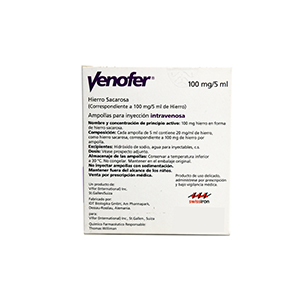 Venofer® 100 mg/5 ml
Hierro Sacarosa
(Correspondiente a 100 mg/5 ml de Hierro)
Ampollas para inyección intravenosa
Nombre y concentración de principio activo: 100 mg hierro en forma
de hierro sacarosa.
Composición: Cada ampolla de 5 ml contiene 20 mg/ml de hierro,
como hierro sacarosa, correspondiente a 100 mg de hierro por
ampolla.
Excipientes: Hidróxido de sodio, agua para inyectables, c.s.
Dosis: Véase prospecto adjunto.
Almacenaje de las ampollas: Conservar a temperatura inferior
a 30°C. No congelar. Mantener en el embalaje original.
No inyectar ampollas con sedimentación.
Mantener fuera del alcance de los niños.
Venta por prescripción médica.
Un producto de:
Vifor (International) Inc.
St.Gallen/Suiza
Producto de uso delicado,
adminístrese por prescripción
y bajo vigilancia médica.
Fabricado por:
IDT Biologika GmbH, Am Pharmapark,
Dessau-Rosslau, Alemania
para
Vifor (International) Inc., St. Gallen, Suiza
swissiron
Químico Farmacéutico Responsable:
Thomas Willman